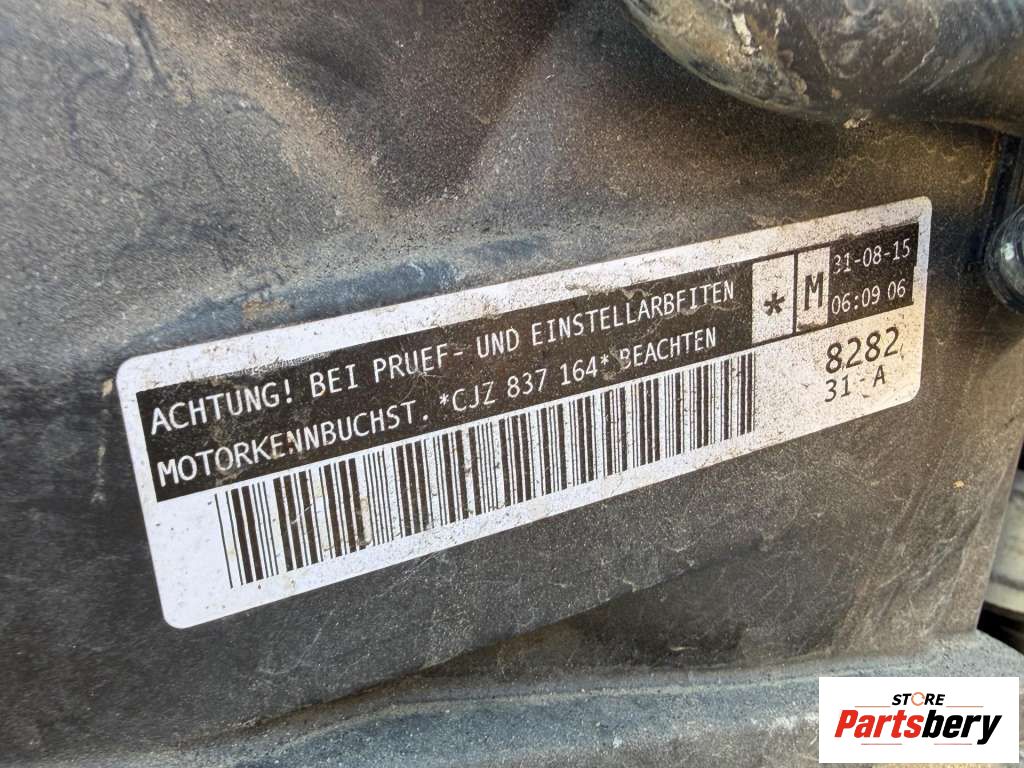 ACHTUNG! BEI PRUEF- UND EINSTELLARBEITEN
MOTORKENNBUCHST. *CJZ 837 164* BEACHTEN
* M
31-08-15
06:09 06
8282
31-A
STORE
Partsbery